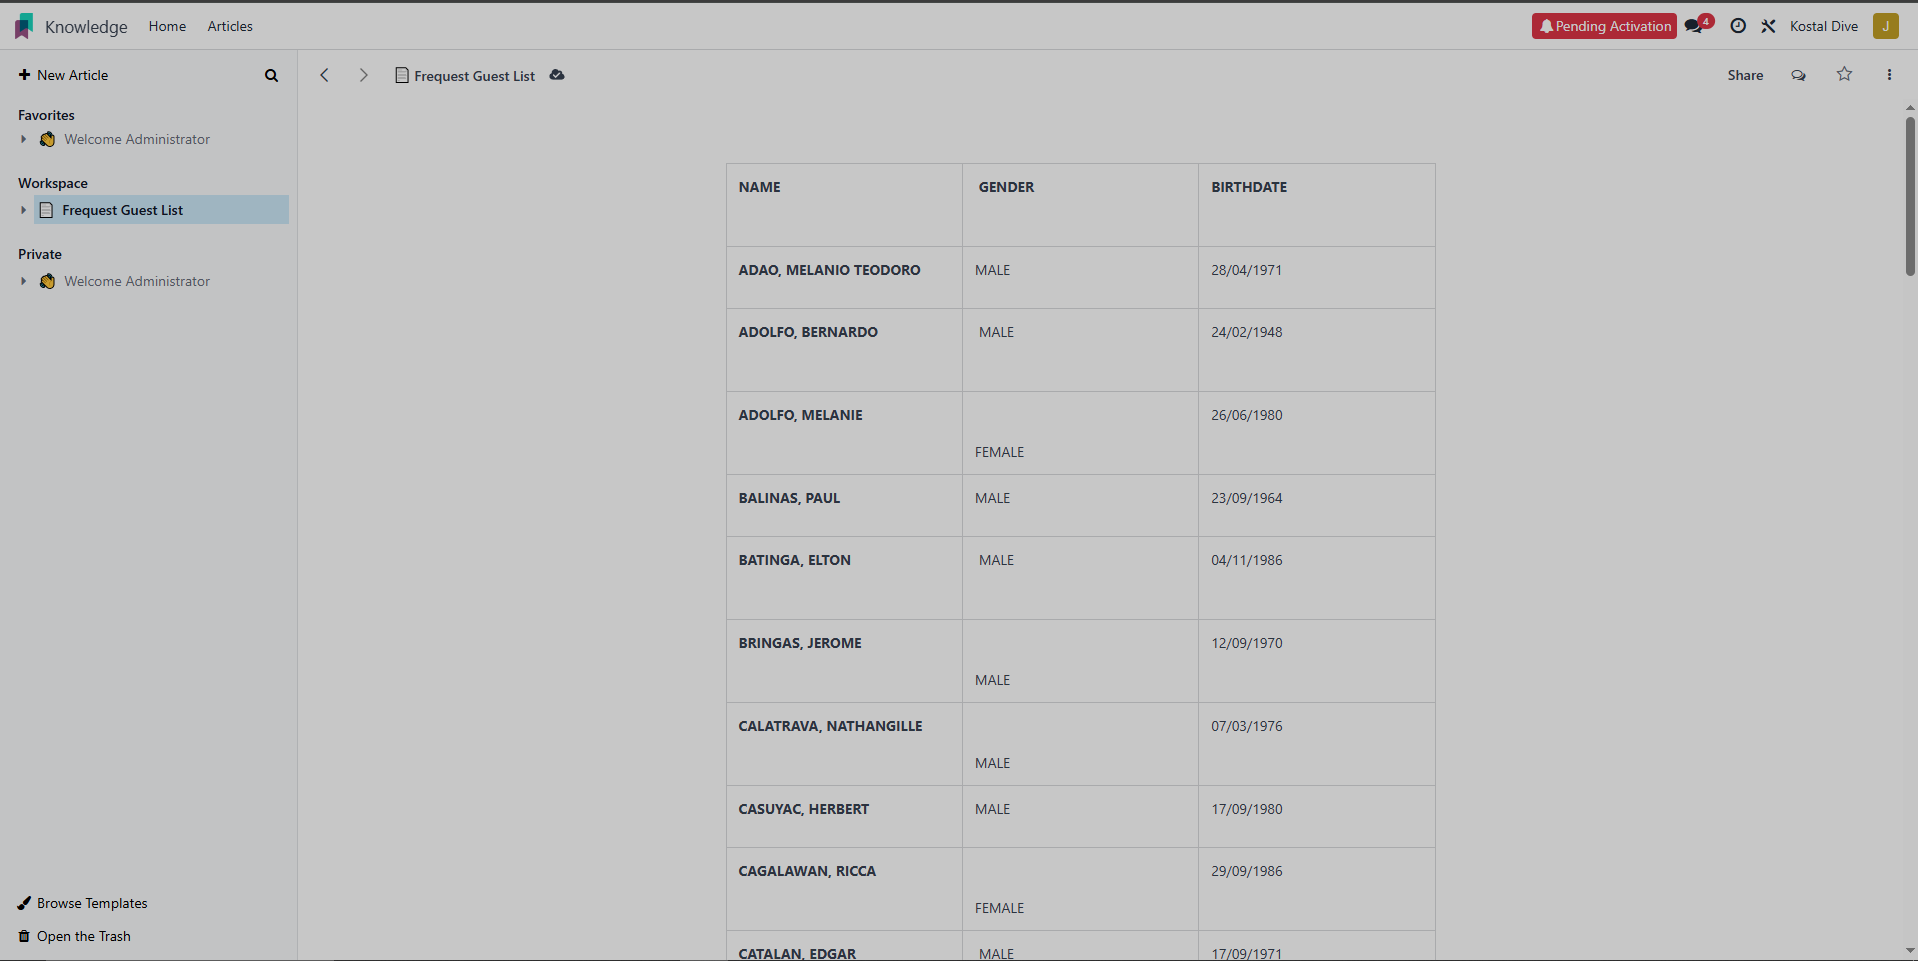 Knowledge Home Articles Pending Activation 4 Kostal Dive J
New Article
Frequest Guest List Share
Favorites
Welcome Administrator
Workspace
Frequest Guest List
Private
Welcome Administrator
Browse Templates
Open the Trash
NAME GENDER BIRTHDATE
ADAO, MELANIO TEODORO MALE 28/04/1971
ADOLFO, BERNARDO MALE 24/02/1948
ADOLFO, MELANIE FEMALE 26/06/1980
BALINAS, PAUL MALE 23/09/1964
BATINGA, ELTON MALE 04/11/1986
BRINGAS, JEROME MALE 12/09/1970
CALATRAVA, NATHANGILLE MALE 07/03/1976
CASUYAC, HERBERT MALE 17/09/1980
CAGALAWAN, RICCA FEMALE 29/09/1986
CATALAN, EDGAR MALE 17/09/1971